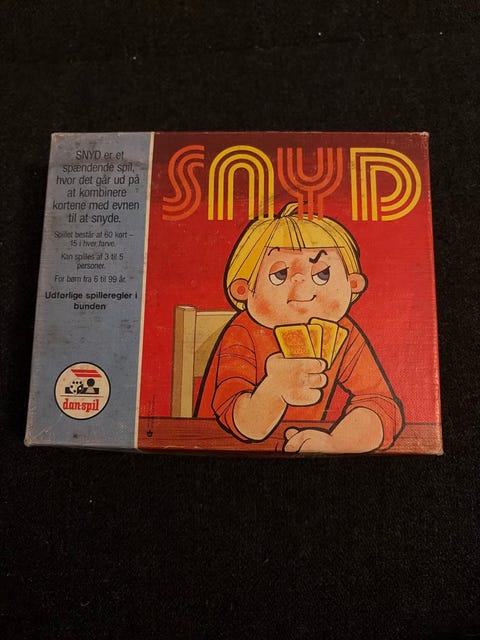 SNYD er et
spændende spil,
hvor det går ud på
at kombinere
kortene med evnen
til at snyde.
Spillet består af 60 kort –
15 i hver farve.
Kan spilles af 3 til 5
personer.
For børn fra 6 til 99 år.
Udførlige spilleregler i
bunden
dan-spil
SNYD